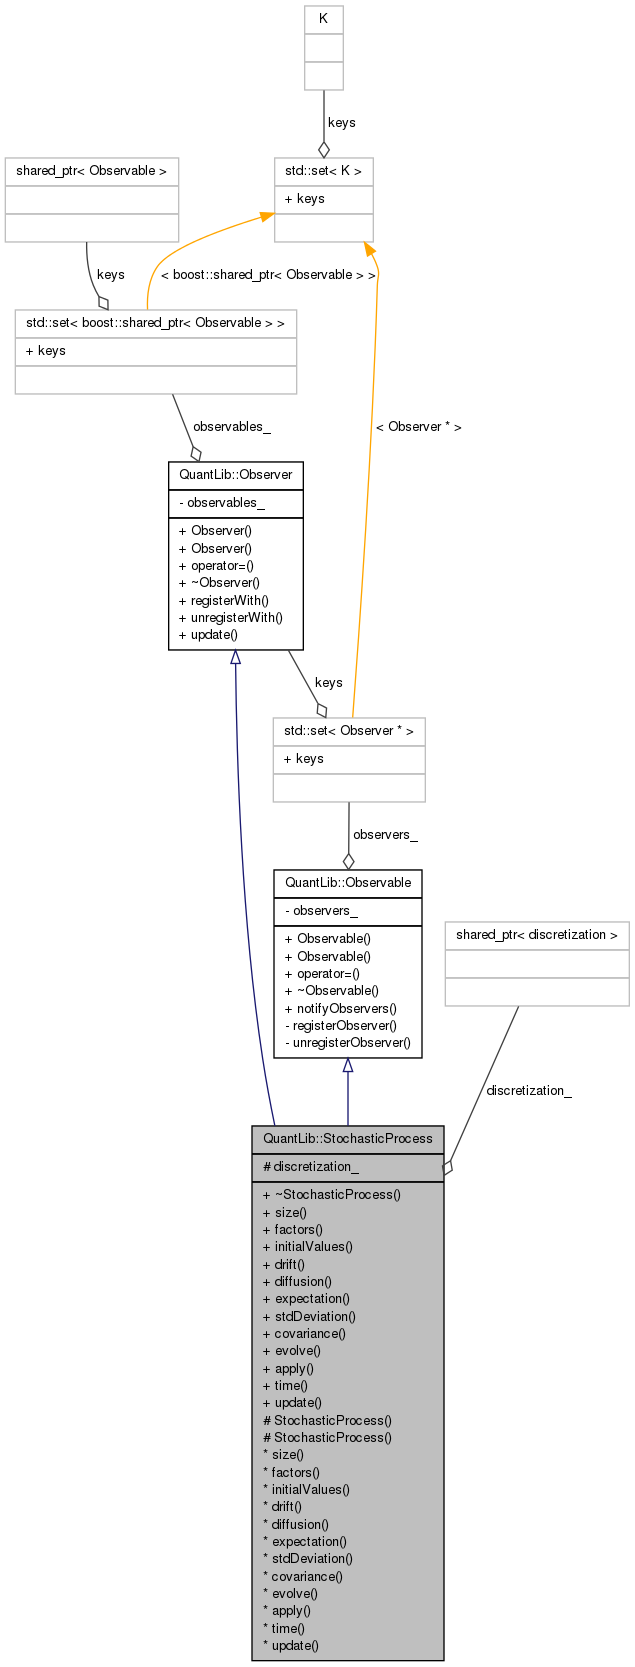 K
keys
shared_ptr< Observable >
std::set< K >
+ keys
keys
< boost::shared_ptr< Observable > >
std::set< boost::shared_ptr< Observable > >
+ keys
observables_
< Observer * >
QuantLib::Observer
- observables_
+ Observer()
+ Observer()
+ operator=()
+ ~Observer()
+ registerWith()
+ unregisterWith()
+ update()
keys
std::set< Observer * >
+ keys
observers_
QuantLib::Observable
- observers_
+ Observable()
+ Observable()
+ operator=()
+ ~Observable()
+ notifyObservers()
- registerObserver()
- unregisterObserver()
shared_ptr< discretization >
discretization_
QuantLib::StochasticProcess
# discretization_
+ ~StochasticProcess()
+ size()
+ factors()
+ initialValues()
+ drift()
+ diffusion()
+ expectation()
+ stdDeviation()
+ covariance()
+ evolve()
+ apply()
+ time()
+ update()
# StochasticProcess()
# StochasticProcess()
* size()
* factors()
* initialValues()
* drift()
* diffusion()
* expectation()
* stdDeviation()
* covariance()
* evolve()
* apply()
* time()
* update()